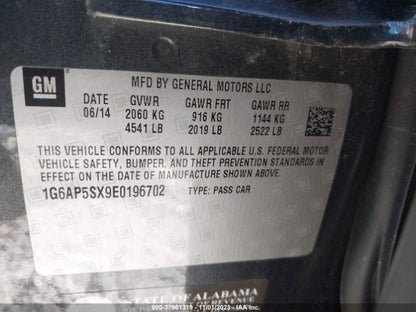 GM
MFD BY GENERAL MOTORS LLC
DATE GVWR GAWR FRT GAWR RR
06/14 2060 KG 916 KG 1144 KG
4541 LB 2019 LB 2522 LB
THIS VEHICLE CONFORMS TO ALL APPLICABLE U.S. FEDERAL MOTOR
VEHICLE SAFETY, BUMPER, AND THEFT PREVENTION STANDARDS
IN EFFECT ON THE DATE OF MANUFACTURE SHOWN ABOVE.
1G6AP5SX9E0196702 TYPE: PASS CAR
STATE OF ALABAMA
OF REVENUE
000-37961315 - 11/01/2023 - IAA Inc.